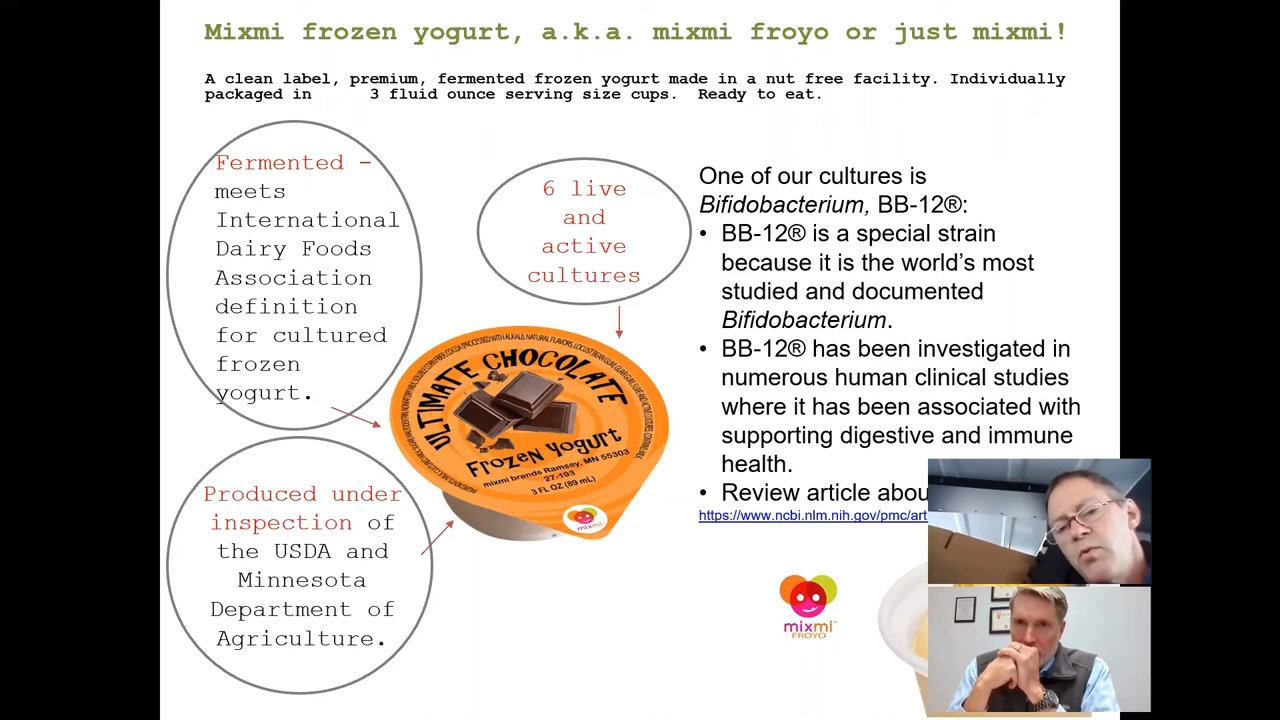 Mixmi frozen yogurt, a.k.a. mixmi froyo or just mixmi!
A clean label, premium, fermented frozen yogurt made in a nut free facility. Individually
packaged in 3 fluid ounce serving size cups. Ready to eat.
Fermented –
meets
International
Dairy Foods
Association
definition
for cultured
frozen
yogurt.
6 live
and
active
cultures
One of our cultures is
Bifidobacterium, BB-12®:
• BB-12® is a special strain
because it is the world's most
studied and documented
Bifidobacterium.
• BB-12® has been investigated in
numerous human clinical studies
where it has been associated with
supporting digestive and immune
health.
• Review article abou
https://www.ncbi.nlm.nih.gov/pmc/art
ULTIMATE CHOCOLATE
Frozen Yogurt
mixmi brands Ramsey, MN 55303
27-193
3 FL OZ (89 mL)
mixmi
Produced under
inspection of
the USDA and
Minnesota
Department of
Agriculture.
mixmi™
FROYO